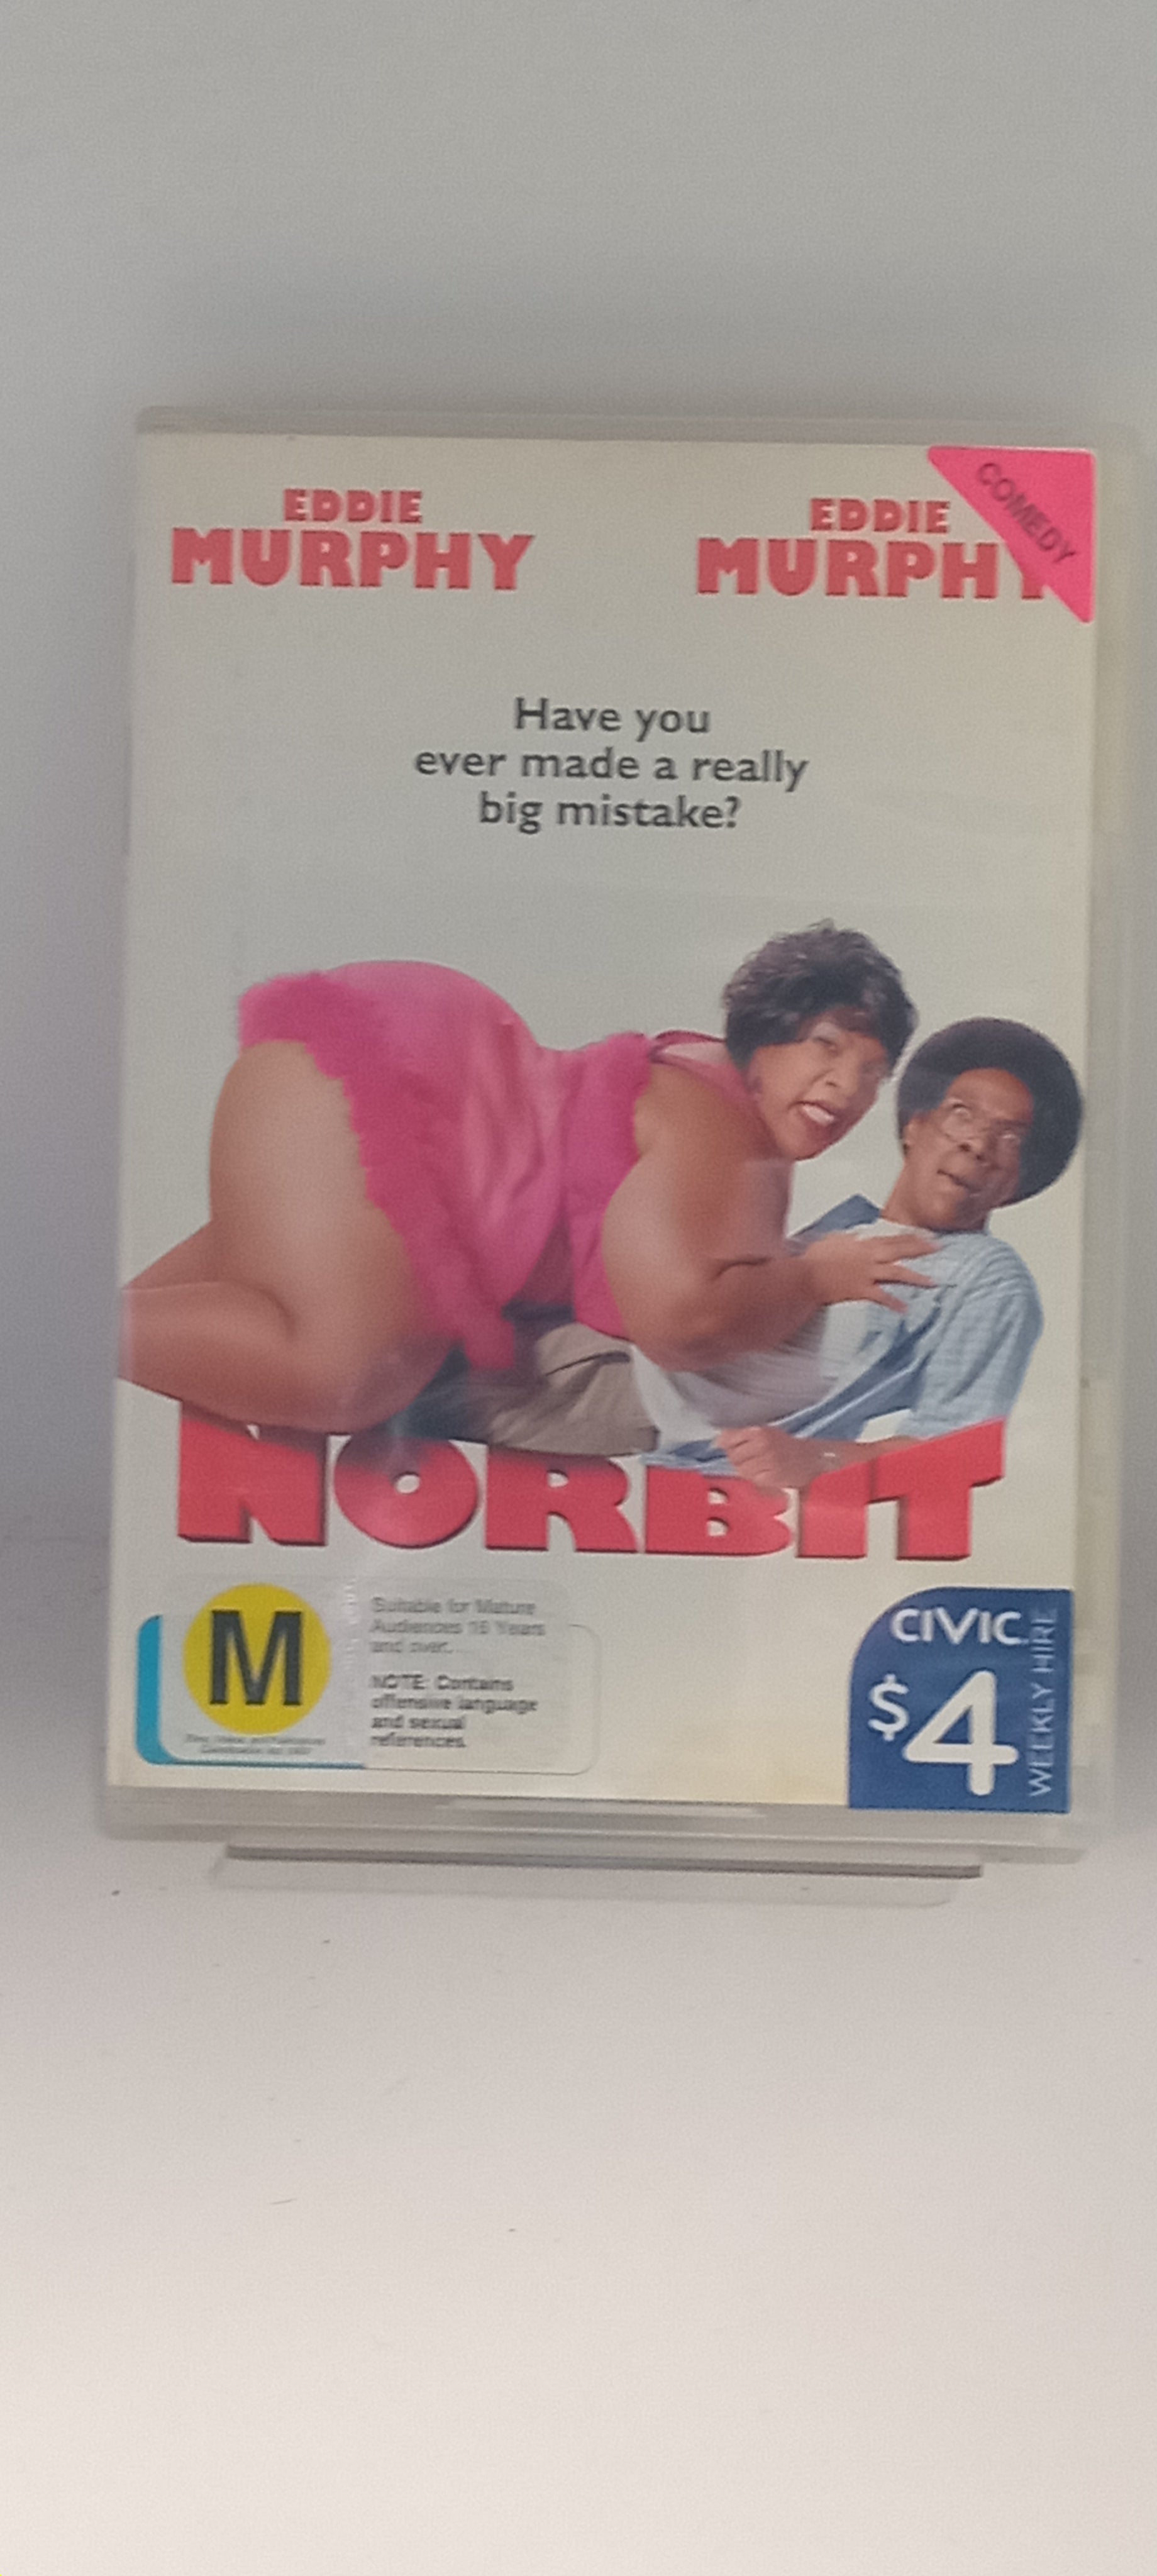 EDDIE
MURPHY
EDDIE
MURPHY
COMEDY
Have you
ever made a really
big mistake?
NORBIT
M
Suitable for Mature
Audiences 16 Years
and over.
NOTE: Contains
offensive language
and sexual
references.
CIVIC
$4
WEEKLY HIRE